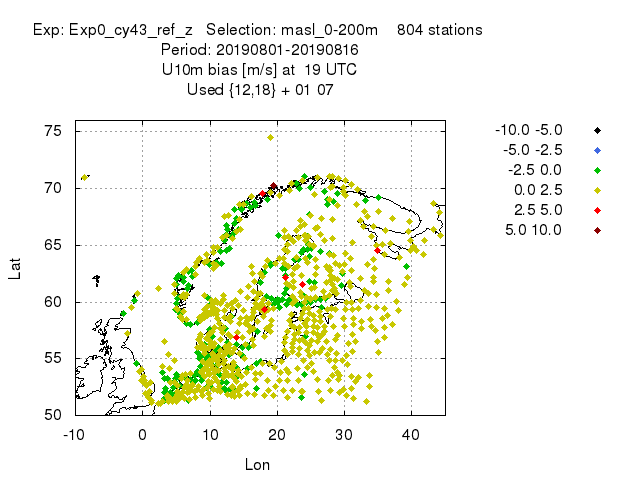 Exp: Exp0_cy43_ref_z   Selection: masl_0-200m   804 stations
Period: 20190801-20190816
U10m bias [m/s] at  19 UTC
Used {12,18} + 01 07
75
70
65
60
55
50
Lat
-10 0 10 20 30 40
Lon
-10.0 -5.0
-5.0 -2.5
-2.5 0.0
0.0 2.5
2.5 5.0
5.0 10.0